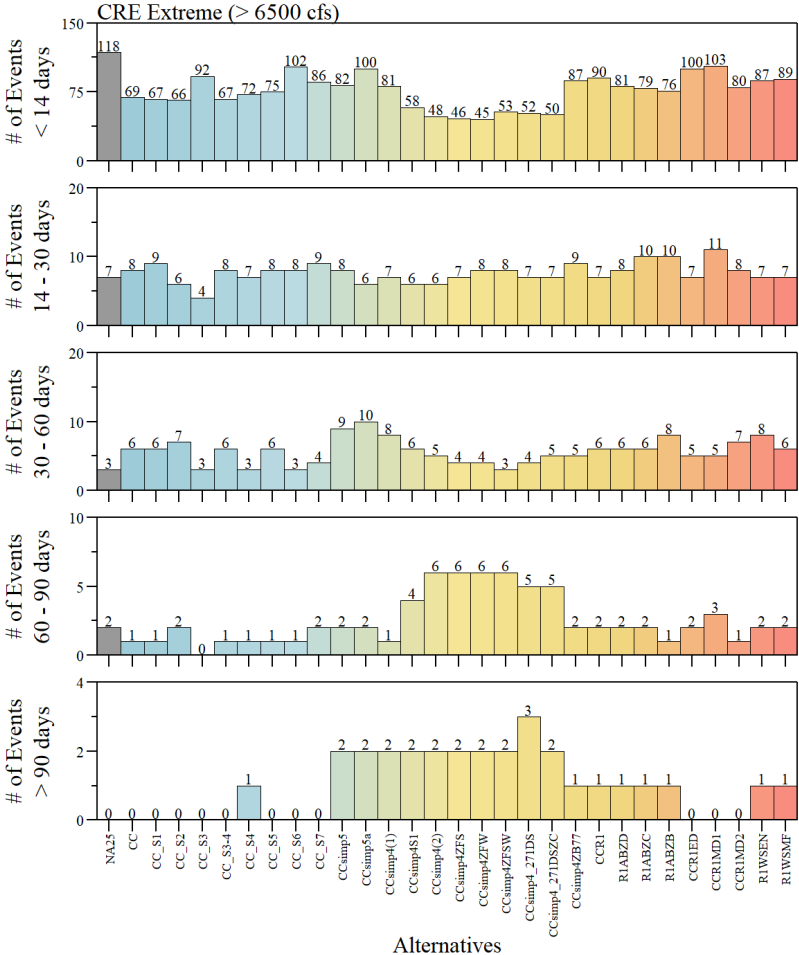 CRE Extreme (> 6500 cfs)
# of Events
< 14 days
150
75
0
118 69 67 66 92 67 72 75 102 86 82 100 81 58 48 46 45 53 52 50 87 90 81 79 76 100 103 80 87 89
# of Events
14 - 30 days
20
10
0
7 8 9 6 4 8 7 8 8 9 8 6 7 6 6 7 8 8 7 7 9 7 8 10 10 7 11 8 7 7
# of Events
30 - 60 days
20
10
0
3 6 6 7 3 6 3 6 3 4 9 10 8 6 5 4 4 3 4 5 5 6 6 6 8 5 5 7 8 6
# of Events
60 - 90 days
10
5
0
2 1 1 2 0 1 1 1 1 2 2 2 1 4 6 6 6 6 5 5 2 2 2 2 1 2 3 1 2 2
# of Events
> 90 days
4
2
0
0 0 0 0 0 0 1 0 0 0 2 2 2 2 2 2 2 2 3 2 1 1 1 1 1 0 0 0 1 1
NA25
CC
CC_S1
CC_S2
CC_S3
CC_S3-4
CC_S4
CC_S5
CC_S6
CC_S7
CCsimp5
CCsimp5a
CCsimp4(1)
CCsimp4S1
CCsimp4(2)
CCsimp4ZFS
CCsimp4ZFW
CCsimp4ZFSW
CCsimp4_271DS
CCsimp4_271DSZC
CCsimp4ZB77
CCR1
R1ABZD
R1ABZC
R1ABZB
CCR1ED
CCR1MD1
CCR1MD2
R1WSEN
R1WSMF
Alternatives